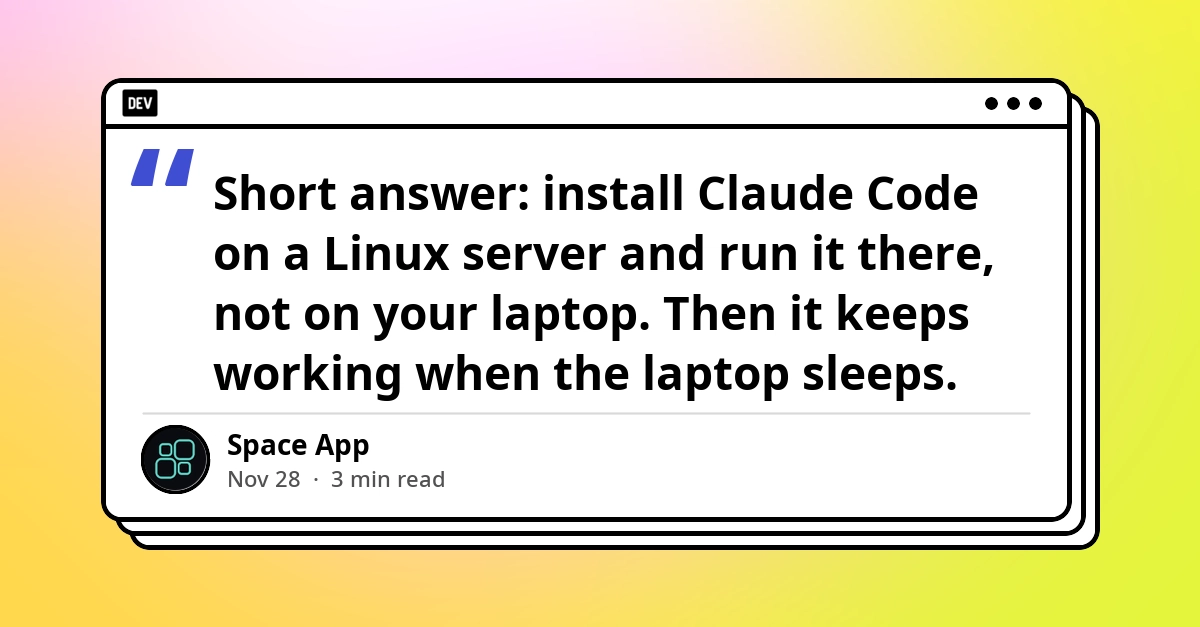 DEV
“ Short answer: install Claude Code
on a Linux server and run it there,
not on your laptop. Then it keeps
working when the laptop sleeps.
Space App
Nov 28 · 3 min read